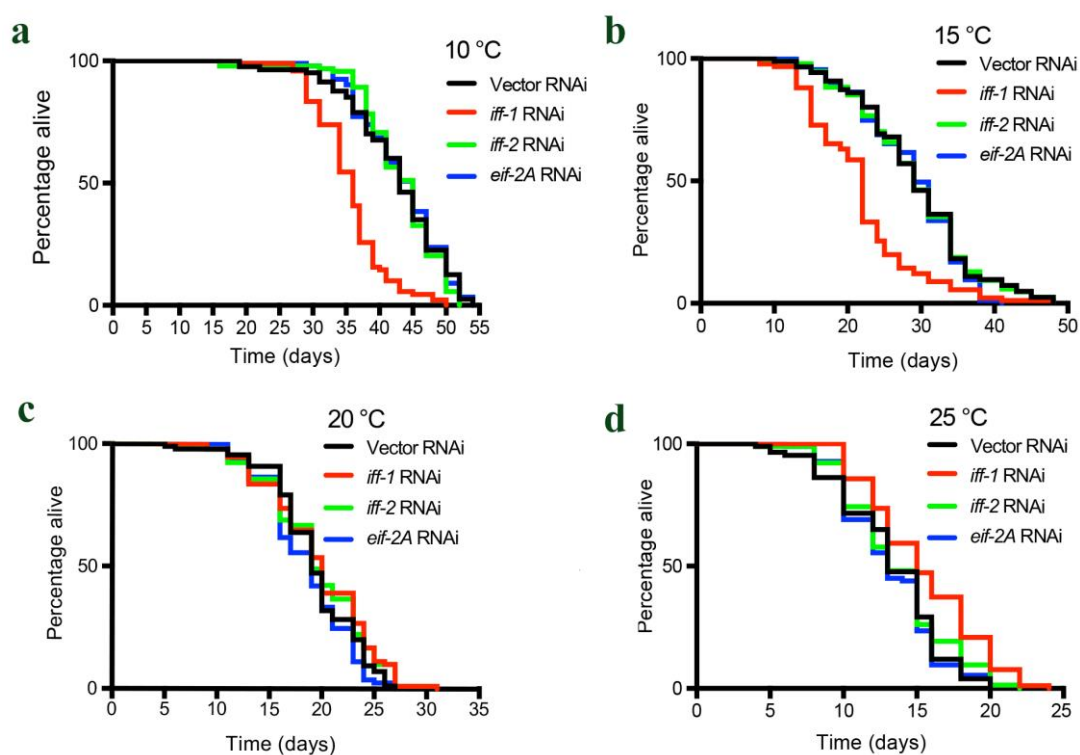 a
10 °C
Vector RNAi
iff-1 RNAi
iff-2 RNAi
eif-2A RNAi
Percentage alive
100
50
0
0 5 10 15 20 25 30 35 40 45 50 55
Time (days)
b
15 °C
Vector RNAi
iff-1 RNAi
iff-2 RNAi
eif-2A RNAi
Percentage alive
100
50
0
0 10 20 30 40 50
Time (days)
c
20 °C
Vector RNAi
iff-1 RNAi
iff-2 RNAi
eif-2A RNAi
Percentage alive
100
50
0
0 5 10 15 20 25 30 35
Time (days)
d
25 °C
Vector RNAi
iff-1 RNAi
iff-2 RNAi
eif-2A RNAi
Percentage alive
100
50
0
0 5 10 15 20 25
Time (days)